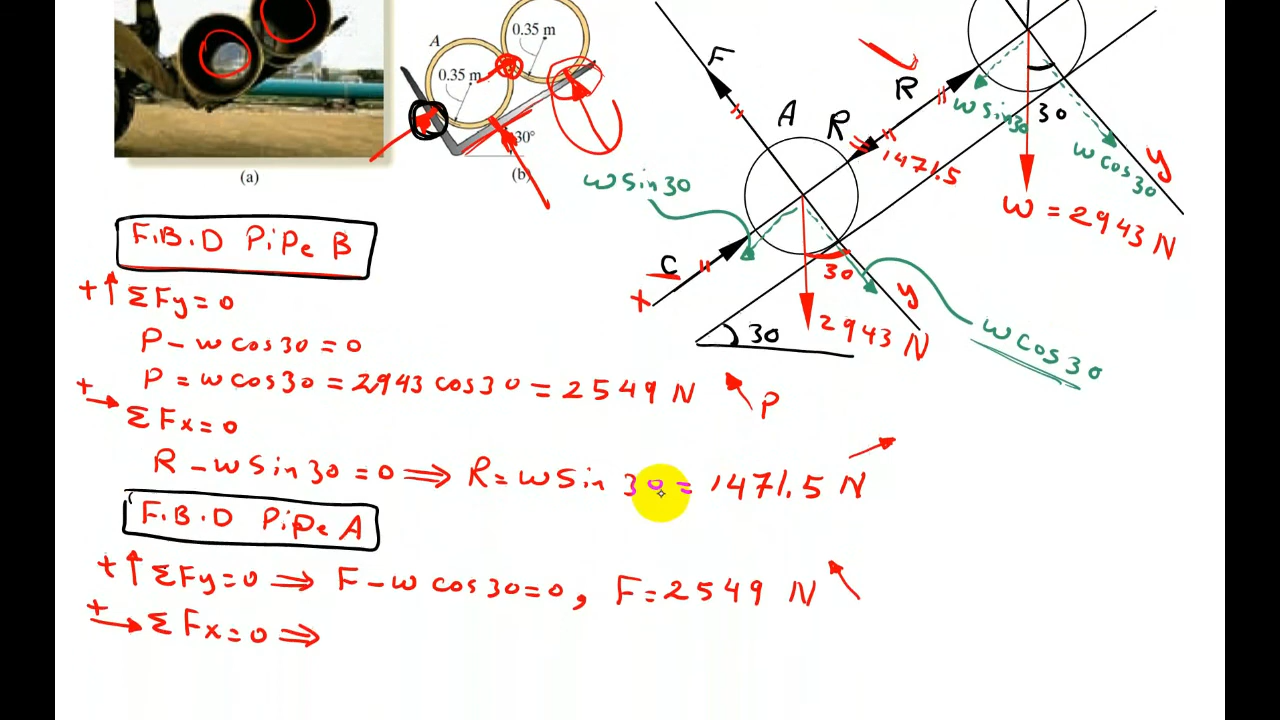 0.35 m
A
0.35 m
30°
(a)
(b)
F
A
R
R
= 1471.5
w sin 30
30
w cos 30
y
w = 2943 N
w sin 30
C
x
30
y
2943 N
30
w cos 30
F.B.D Pipe B
+↑ ΣFy = 0
P - w cos 30 = 0
P = w cos 30 = 2943 cos 30 = 2549 N
P
+→ ΣFx = 0
R - w sin 30 = 0 ⟹ R = w Sin 30 = 1471.5 N
F.B.D Pipe A
+↑ ΣFy = 0 ⟹ F - w cos 30 = 0, F = 2549 N
+→ ΣFx = 0 ⟹